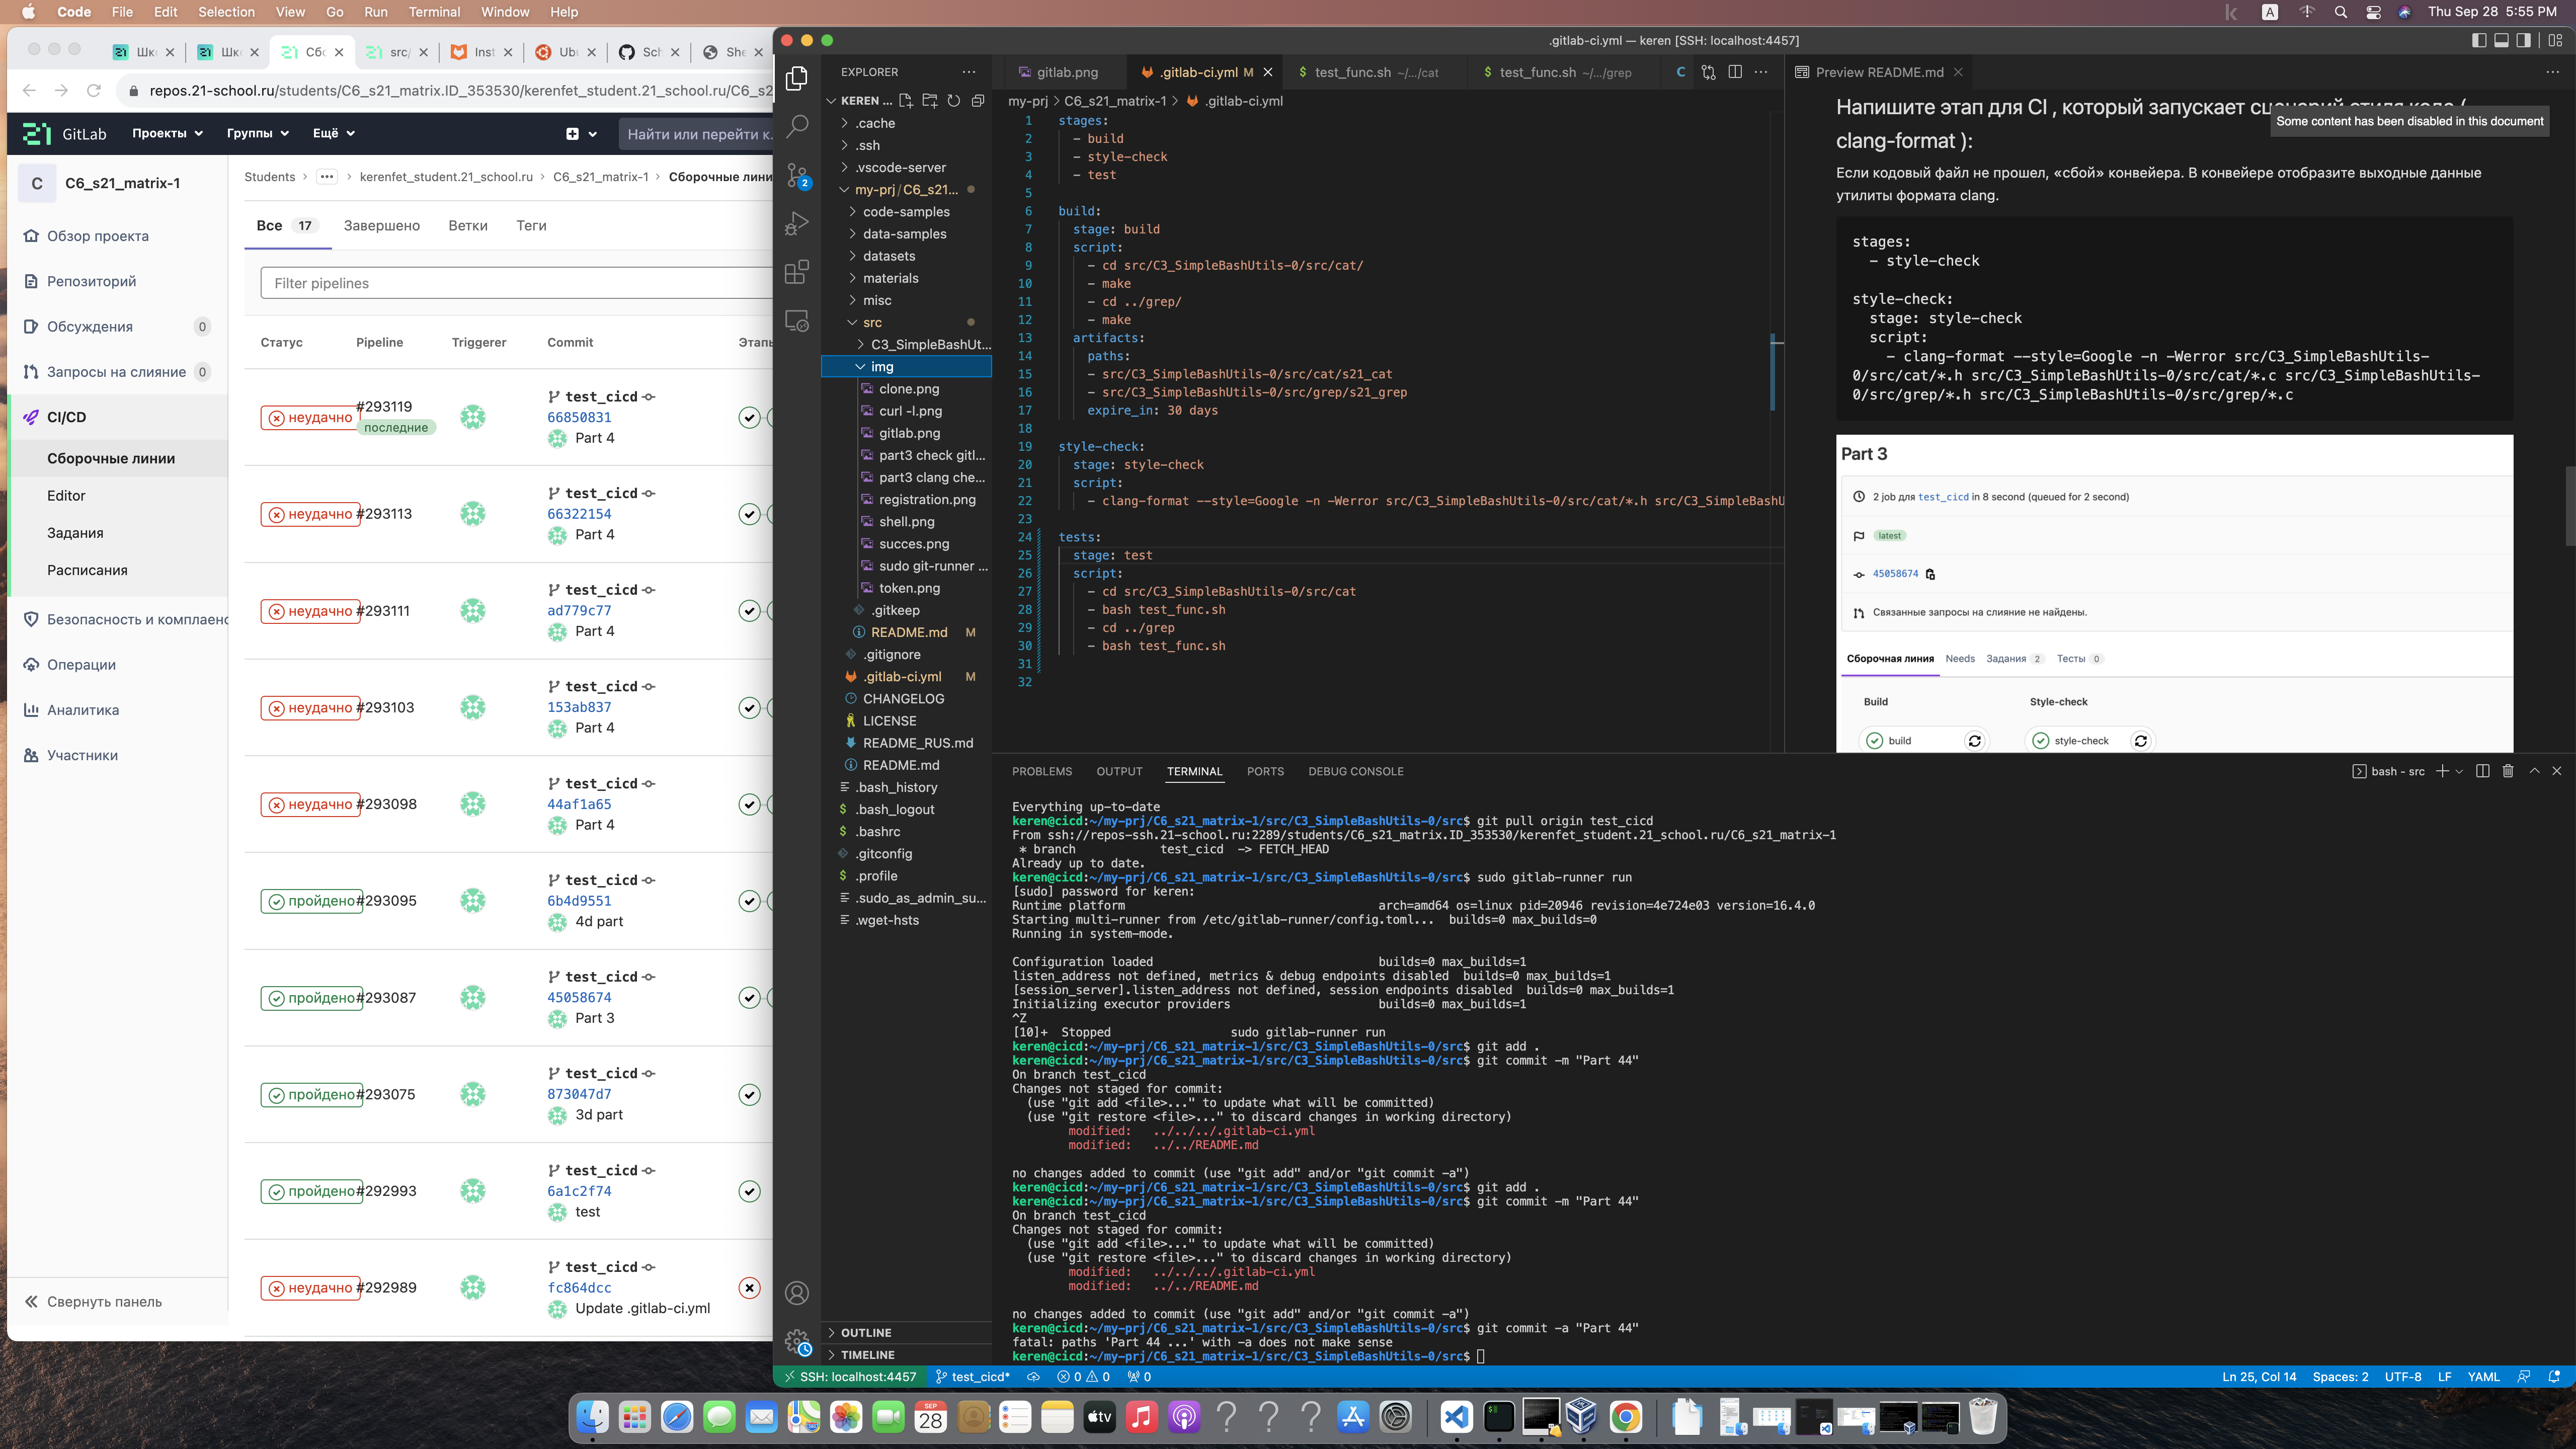 Code File Edit Selection View Go Run Terminal Window Help
Thu Sep 28 5:55 PM
Шк
Шк
Сбо
src/
Inst
Ubu
Sch
She
repos.21-school.ru/students/C6_s21_matrix.ID_353530/kerenfet_student.21_school.ru/C6_s2
GitLab Проекты Группы Ещё Найти или перейти к.
C C6_s21_matrix-1
Обзор проекта
Репозиторий
Обсуждения 0
Запросы на слияние 0
CI/CD
Сборочные линии
Editor
Задания
Расписания
Безопасность и комплаенс
Операции
Аналитика
Участники
Свернуть панель
Students › ••• › kerenfet_student.21_school.ru › C6_s21_matrix-1 › Сборочные лини
Все 17 Завершено Ветки Теги
Filter pipelines
Статус Pipeline Triggerer Commit Этапы
неудачно #293119 последние test_cicd 66850831 Part 4
неудачно #293113 test_cicd 66322154 Part 4
неудачно #293111 test_cicd ad779c77 Part 4
неудачно #293103 test_cicd 153ab837 Part 4
неудачно #293098 test_cicd 44af1a65 Part 4
пройдено #293095 test_cicd 6b4d9551 4d part
пройдено #293087 test_cicd 45058674 Part 3
пройдено #293075 test_cicd 873047d7 3d part
пройдено #292993 test_cicd 6a1c2f74 test
неудачно #292989 test_cicd fc864dcc Update .gitlab-ci.yml
.gitlab-ci.yml — keren [SSH: localhost:4457]
EXPLORER
KEREN ...
.cache
.ssh
.vscode-server
my-prj/C6_s21...
code-samples
data-samples
datasets
materials
misc
src
C3_SimpleBashUt...
img
clone.png
curl -l.png
gitlab.png
part3 check gitl...
part3 clang che...
registration.png
shell.png
succes.png
sudo git-runner ...
token.png
.gitkeep
README.md M
.gitignore
.gitlab-ci.yml M
CHANGELOG
LICENSE
README_RUS.md
README.md
.bash_history
.bash_logout
.bashrc
.gitconfig
.profile
.sudo_as_admin_su...
.wget-hsts
OUTLINE
TIMELINE
gitlab.png .gitlab-ci.yml M test_func.sh ~/.../cat test_func.sh ~/.../grep
my-prj > C6_s21_matrix-1 > .gitlab-ci.yml
1 stages:
2 - build
3 - style-check
4 - test
5
6 build:
7 stage: build
8 script:
9 - cd src/C3_SimpleBashUtils-0/src/cat/
10 - make
11 - cd ../grep/
12 - make
13 artifacts:
14 paths:
15 - src/C3_SimpleBashUtils-0/src/cat/s21_cat
16 - src/C3_SimpleBashUtils-0/src/grep/s21_grep
17 expire_in: 30 days
18
19 style-check:
20 stage: style-check
21 script:
22 - clang-format --style=Google -n -Werror src/C3_SimpleBashUtils-0/src/cat/*.h src/C3_SimpleBashU
23
24 tests:
25 stage: test
26 script:
27 - cd src/C3_SimpleBashUtils-0/src/cat
28 - bash test_func.sh
29 - cd ../grep
30 - bash test_func.sh
31
32
Preview README.md
Напишите этап для CI , который запускает сценарий стиля кода (
clang-format ):
Some content has been disabled in this document
Если кодовый файл не прошел, «сбой» конвейера. В конвейере отобразите выходные данные
утилиты формата clang.
stages:
- style-check
style-check:
stage: style-check
script:
- clang-format --style=Google -n -Werror src/C3_SimpleBashUtils-
0/src/cat/*.h src/C3_SimpleBashUtils-0/src/cat/*.c src/C3_SimpleBashUtils-
0/src/grep/*.h src/C3_SimpleBashUtils-0/src/grep/*.c
Part 3
2 job для test_cicd in 8 second (queued for 2 second)
latest
45058674
Связанные запросы на слияние не найдены.
Сборочная линия Needs Задания 2 Тесты 0
Build Style-check
build style-check
PROBLEMS OUTPUT TERMINAL PORTS DEBUG CONSOLE
bash - src
Everything up-to-date
keren@cicd:~/my-prj/C6_s21_matrix-1/src/C3_SimpleBashUtils-0/src$ git pull origin test_cicd
From ssh://repos-ssh.21-school.ru:2289/students/C6_s21_matrix.ID_353530/kerenfet_student.21_school.ru/C6_s21_matrix-1
* branch test_cicd -> FETCH_HEAD
Already up to date.
keren@cicd:~/my-prj/C6_s21_matrix-1/src/C3_SimpleBashUtils-0/src$ sudo gitlab-runner run
[sudo] password for keren:
Runtime platform arch=amd64 os=linux pid=20946 revision=4e724e03 version=16.4.0
Starting multi-runner from /etc/gitlab-runner/config.toml... builds=0 max_builds=0
Running in system-mode.
Configuration loaded builds=0 max_builds=1
listen_address not defined, metrics & debug endpoints disabled builds=0 max_builds=1
[session_server].listen_address not defined, session endpoints disabled builds=0 max_builds=1
Initializing executor providers builds=0 max_builds=1
^Z
[10]+ Stopped sudo gitlab-runner run
keren@cicd:~/my-prj/C6_s21_matrix-1/src/C3_SimpleBashUtils-0/src$ git add .
keren@cicd:~/my-prj/C6_s21_matrix-1/src/C3_SimpleBashUtils-0/src$ git commit -m "Part 44"
On branch test_cicd
Changes not staged for commit:
(use "git add <file>..." to update what will be committed)
(use "git restore <file>..." to discard changes in working directory)
modified: ../../../.gitlab-ci.yml
modified: ../../README.md
no changes added to commit (use "git add" and/or "git commit -a")
keren@cicd:~/my-prj/C6_s21_matrix-1/src/C3_SimpleBashUtils-0/src$ git add .
keren@cicd:~/my-prj/C6_s21_matrix-1/src/C3_SimpleBashUtils-0/src$ git commit -m "Part 44"
On branch test_cicd
Changes not staged for commit:
(use "git add <file>..." to update what will be committed)
(use "git restore <file>..." to discard changes in working directory)
modified: ../../../.gitlab-ci.yml
modified: ../../README.md
no changes added to commit (use "git add" and/or "git commit -a")
keren@cicd:~/my-prj/C6_s21_matrix-1/src/C3_SimpleBashUtils-0/src$ git commit -a "Part 44"
fatal: paths 'Part 44 ...' with -a does not make sense
keren@cicd:~/my-prj/C6_s21_matrix-1/src/C3_SimpleBashUtils-0/src$
SSH: localhost:4457 test_cicd* 0 0 0
Ln 25, Col 14 Spaces: 2 UTF-8 LF YAML
SEP
28
tv